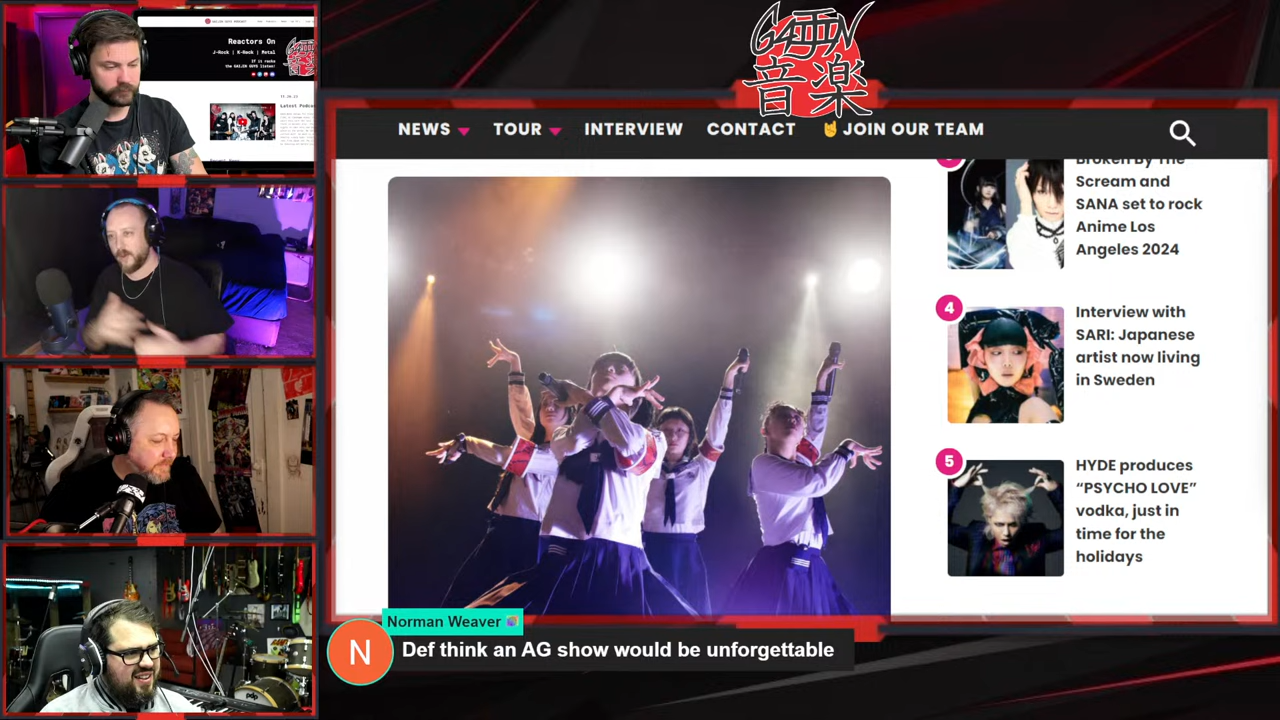 Reactors On
J-Rock | K-Rock | Metal
GAIJIN
音楽
NEWS TOUR INTERVIEW CONTACT 🤘 JOIN OUR TEAM
3
Broken By The
Scream and
SANA set to rock
Anime Los
Angeles 2024
4
Interview with
SARI: Japanese
artist now living
in Sweden
5
HYDE produces
“PSYCHO LOVE”
vodka, just in
time for the
holidays
Norman Weaver
N
Def think an AG show would be unforgettable